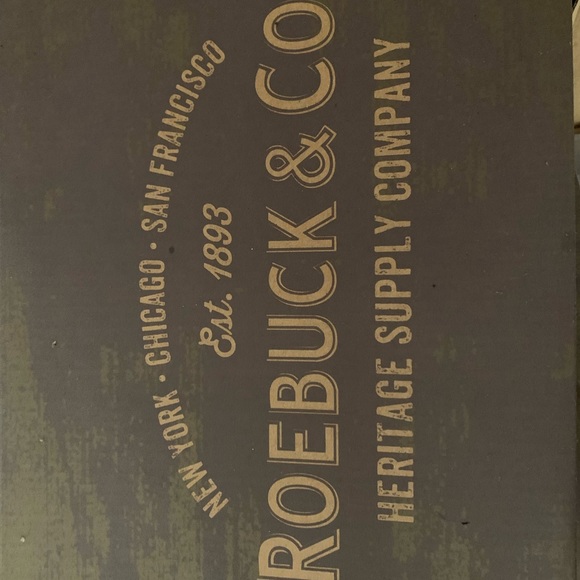 NEW YORK • CHICAGO • SAN FRANCISCO
Est. 1893
ROEBUCK & CO
HERITAGE SUPPLY COMPANY